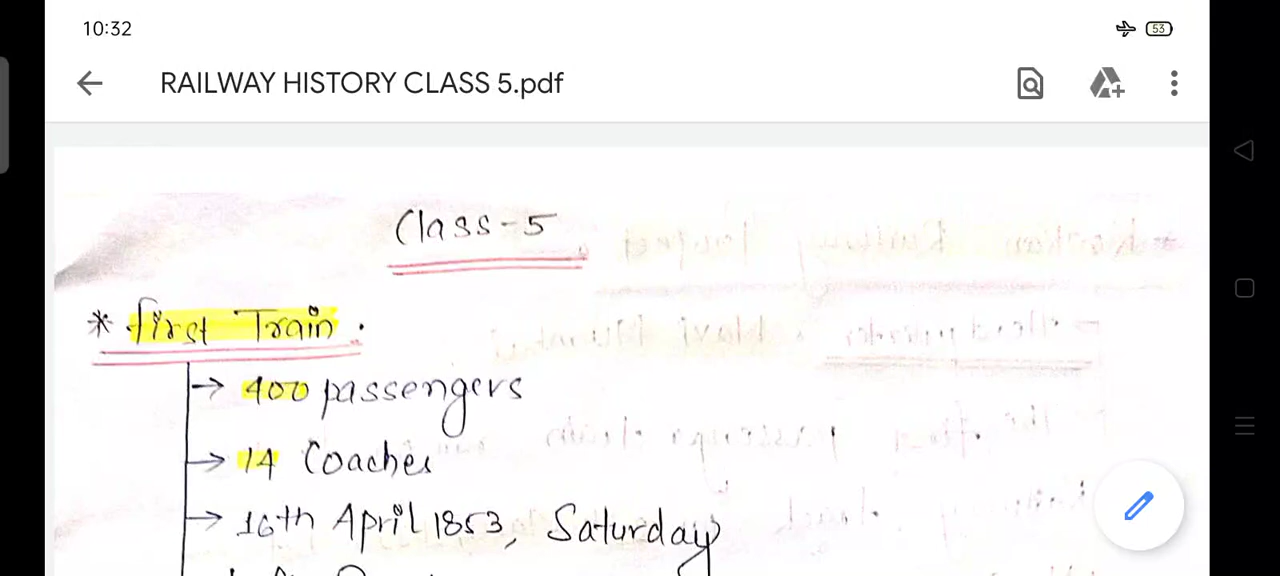 10:32
53
RAILWAY HISTORY CLASS 5.pdf
Class-5
* first Train.
→ 400 passengers
→ 14 Coaches
→ 16th April 1853, Saturday